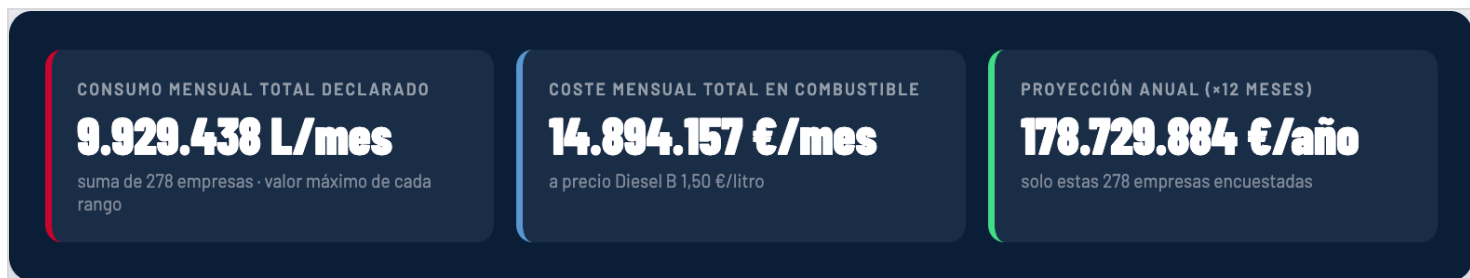 CONSUMO MENSUAL TOTAL DECLARADO
9.929.438 L/mes
suma de 278 empresas · valor máximo de cada
rango
COSTE MENSUAL TOTAL EN COMBUSTIBLE
14.894.157 €/mes
a precio Diesel B 1,50 €/litro
PROYECCIÓN ANUAL (×12 MESES)
178.729.884 €/año
solo estas 278 empresas encuestadas